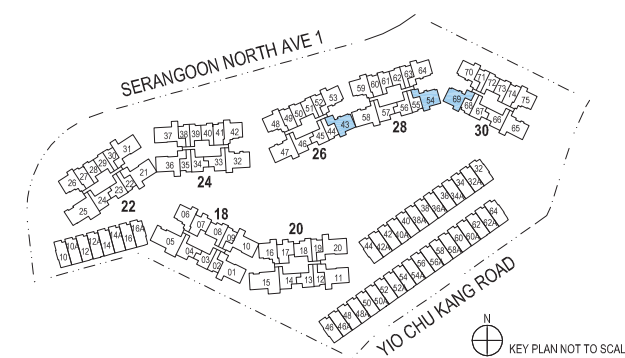 SERANGOON NORTH AVE 1
59 60 61 62 63 64
70 71 72 73 74 75
48 49 50 51 52 53
58 57 56 55 54
69 68 67 66 65
47 46 45 44 43
28
30
26
37 38 39 40 41 42
36 35 34 33 32
24
26 27 28 29 30 31
25 24 23 22 21
22
18
06 07 08 09 10
05 04 03 02 01
20
16 17 18 19 20
15 14 13 12 11
10 10A 12 12A 14 14A 16 16A
44 42 40A 40 38A 38 36A 36 34A 34 32A 32
46 46A 48 48A 50 50A 52 52A 54 54A 56 56A 58 58A 60 60A 62 62A 64
YIO CHU KANG ROAD
N
KEY PLAN NOT TO SCAL